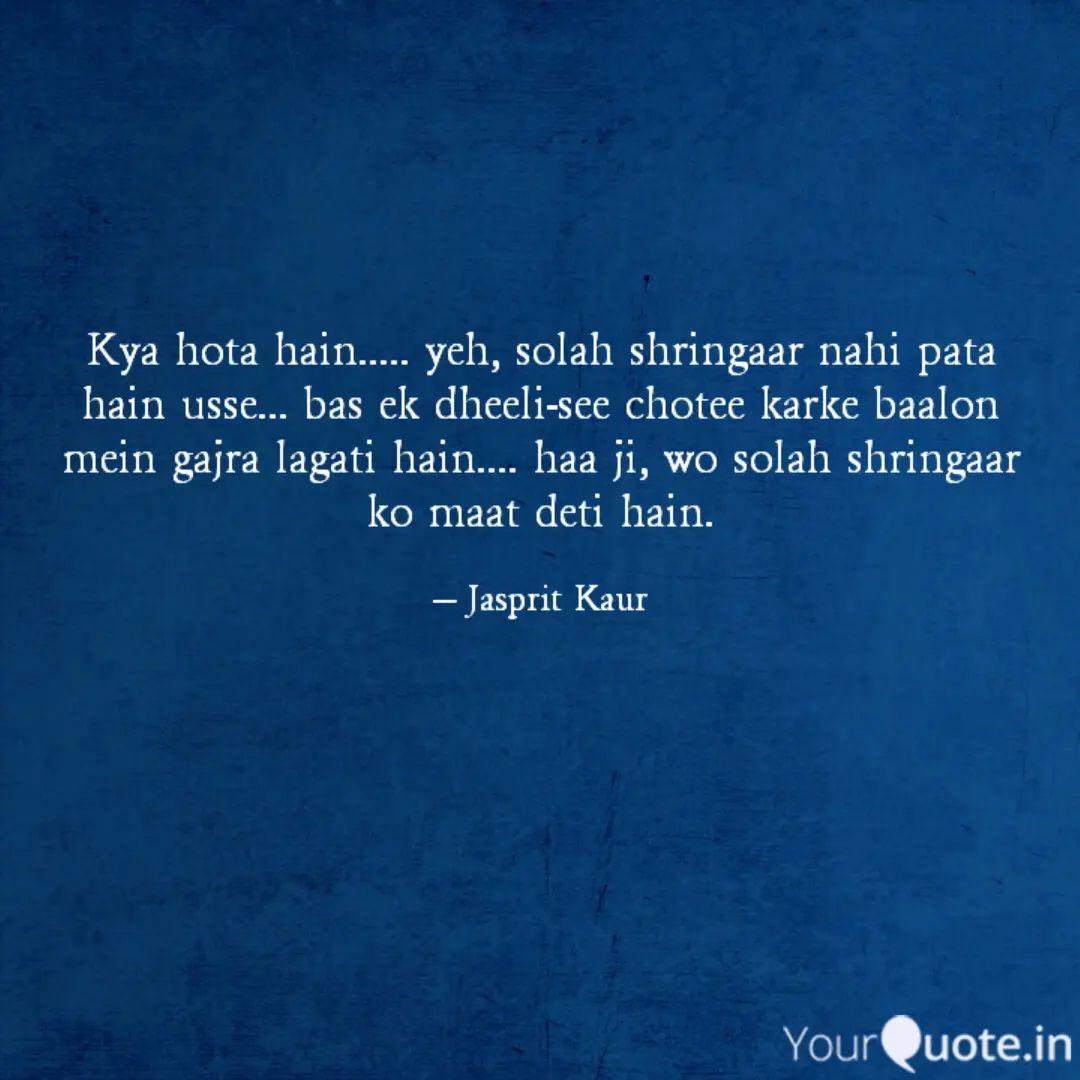 Kya hota hain..... yeh, solah shringaar nahi pata
hain usse... bas ek dheeli-see chotee karke baalon
mein gajra lagati hain.... haa ji, wo solah shringaar
ko maat deti hain.
— Jasprit Kaur
YourQuote.in